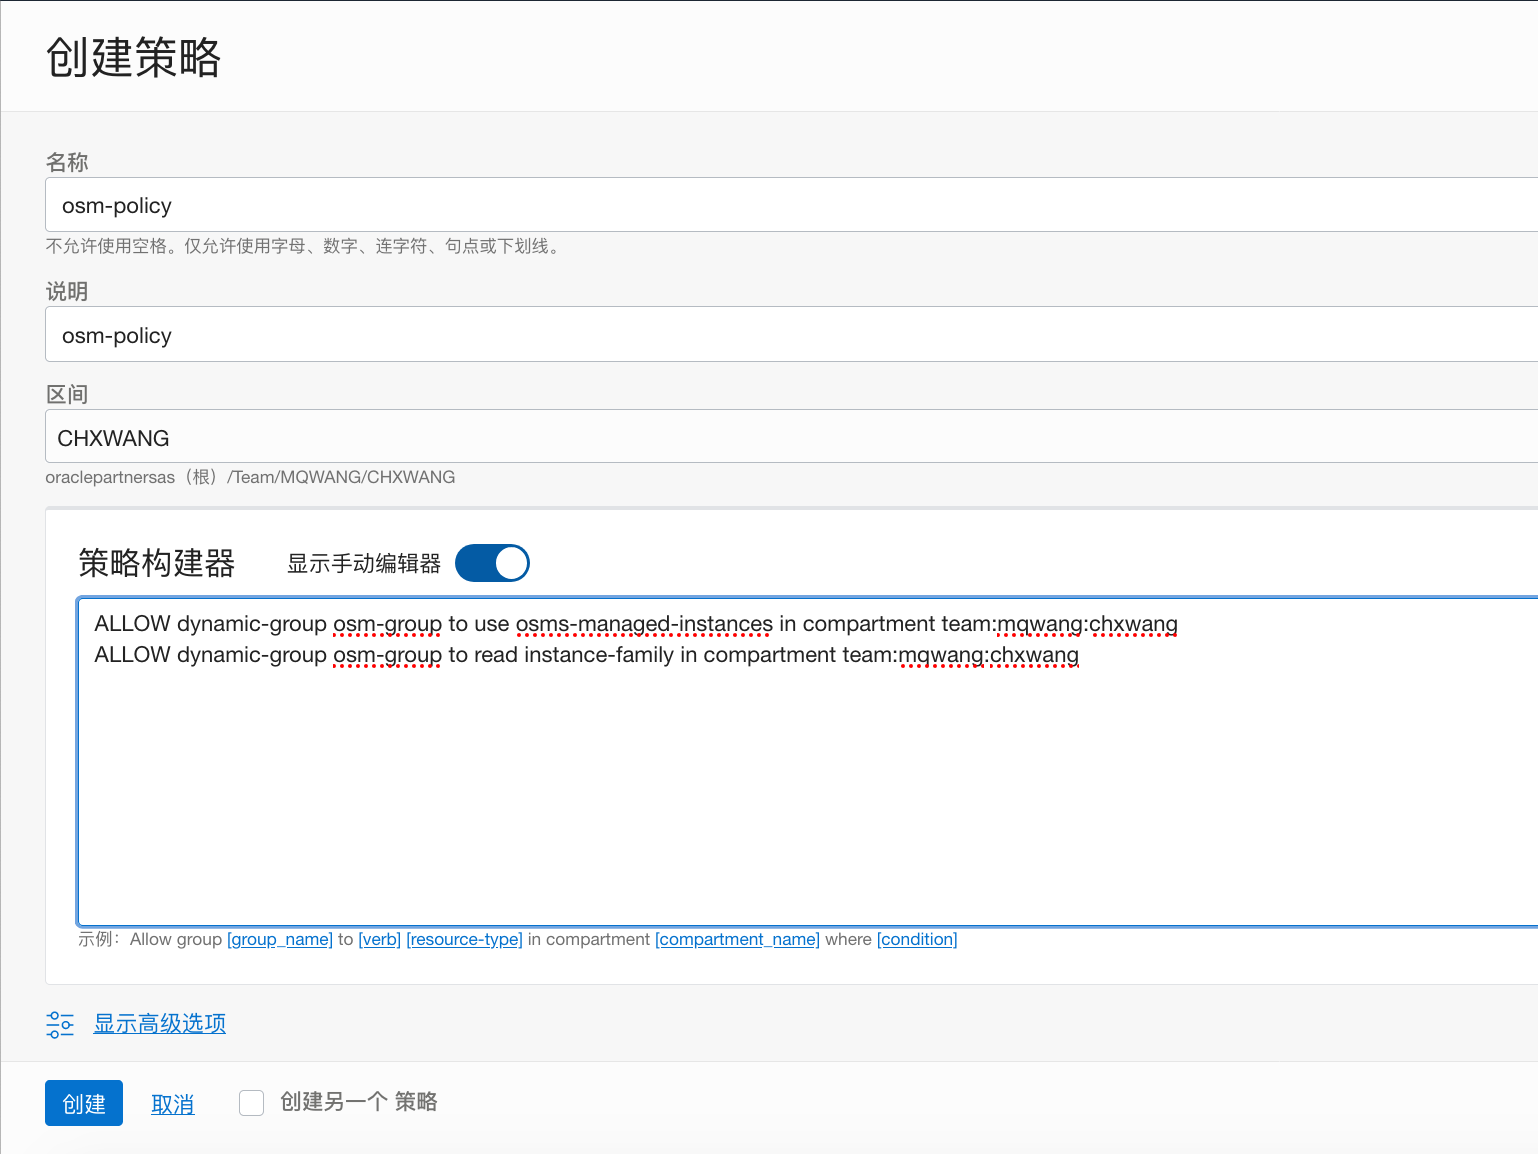 创建策略
名称
osm-policy
不允许使用空格。仅允许使用字母、数字、连字符、句点或下划线。
说明
osm-policy
区间
CHXWANG
oraclepartnersas（根）/Team/MQWANG/CHXWANG
策略构建器 显示手动编辑器
ALLOW dynamic-group osm-group to use osms-managed-instances in compartment team:mqwang:chxwang
ALLOW dynamic-group osm-group to read instance-family in compartment team:mqwang:chxwang
示例：Allow group [group_name] to [verb] [resource-type] in compartment [compartment_name] where [condition]
显示高级选项
创建 取消 创建另一个 策略